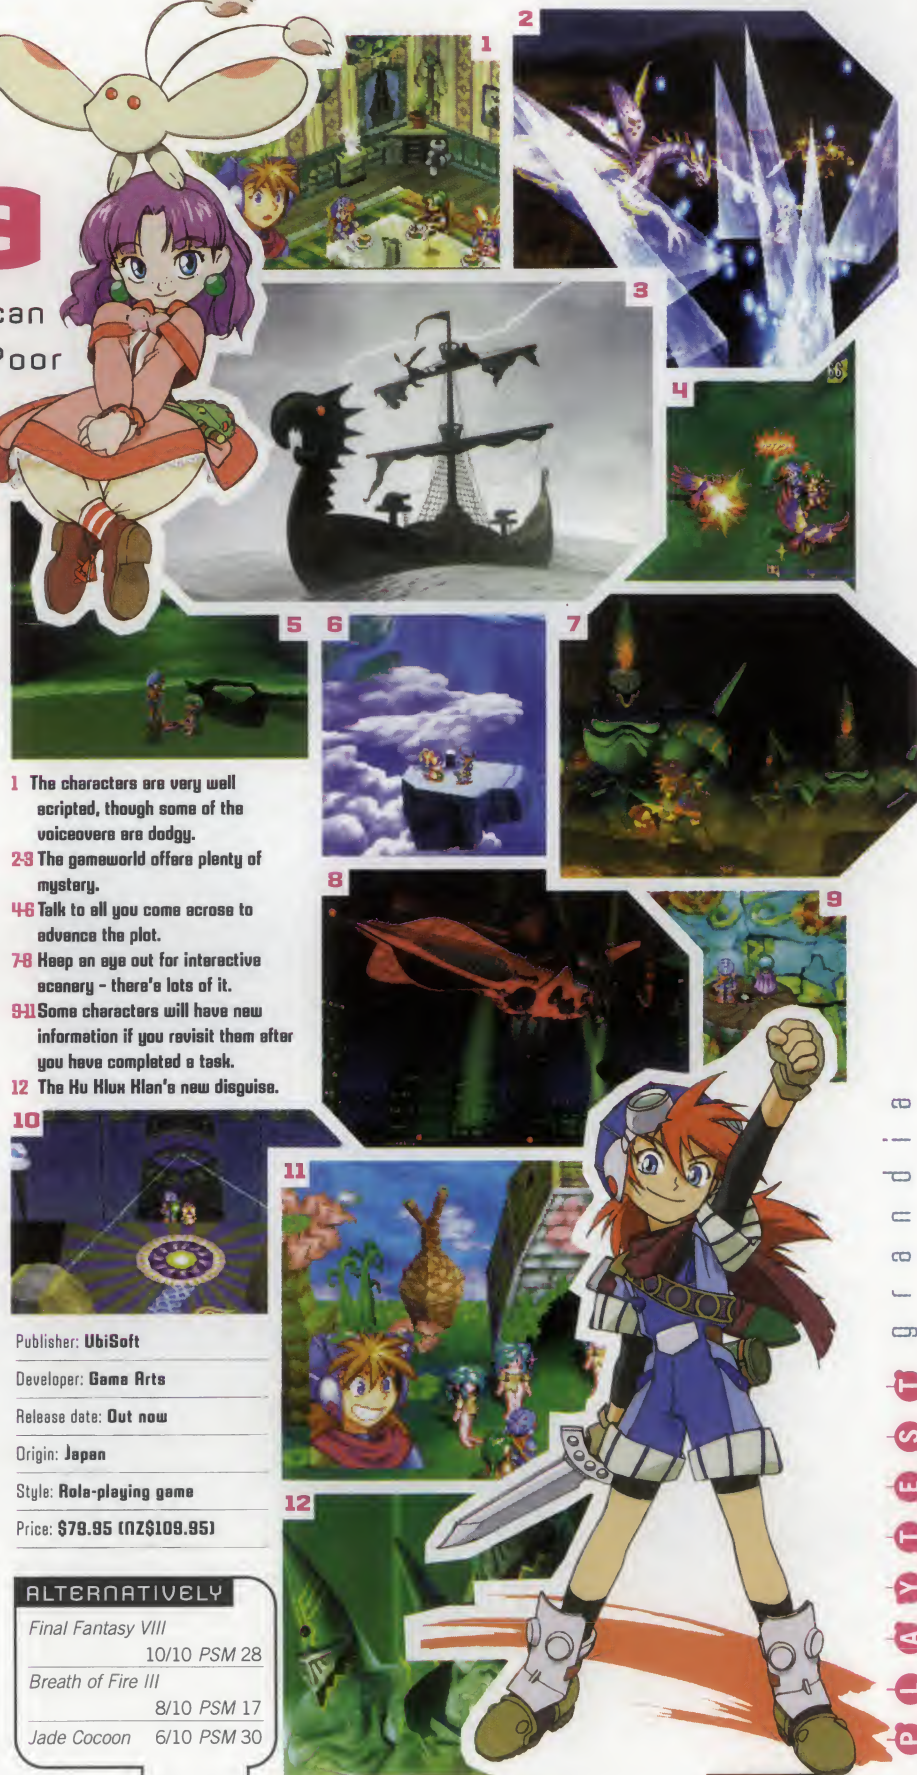 S
can
Poor
1
2
3
4
5
6
7
8
9
1 The characters are very well
scripted, though some of the
voiceovers are dodgy.
2-3 The gameworld offers plenty of
mystery.
4-6 Talk to all you come across to
advance the plot.
7-8 Keep an eye out for interactive
scenery – there's lots of it.
9-11 Some characters will have new
information if you revisit them after
you have completed a task.
12 The Ku Klux Klan's new disguise.
10
11
12
Publisher: UbiSoft
Developer: Game Arts
Release date: Out now
Origin: Japan
Style: Role-playing game
Price: $79.95 (NZ$109.95)
ALTERNATIVELY
Final Fantasy VIII
10/10 PSM 28
Breath of Fire III
8/10 PSM 17
Jade Cocoon 6/10 PSM 30
PLAYTEST grandia